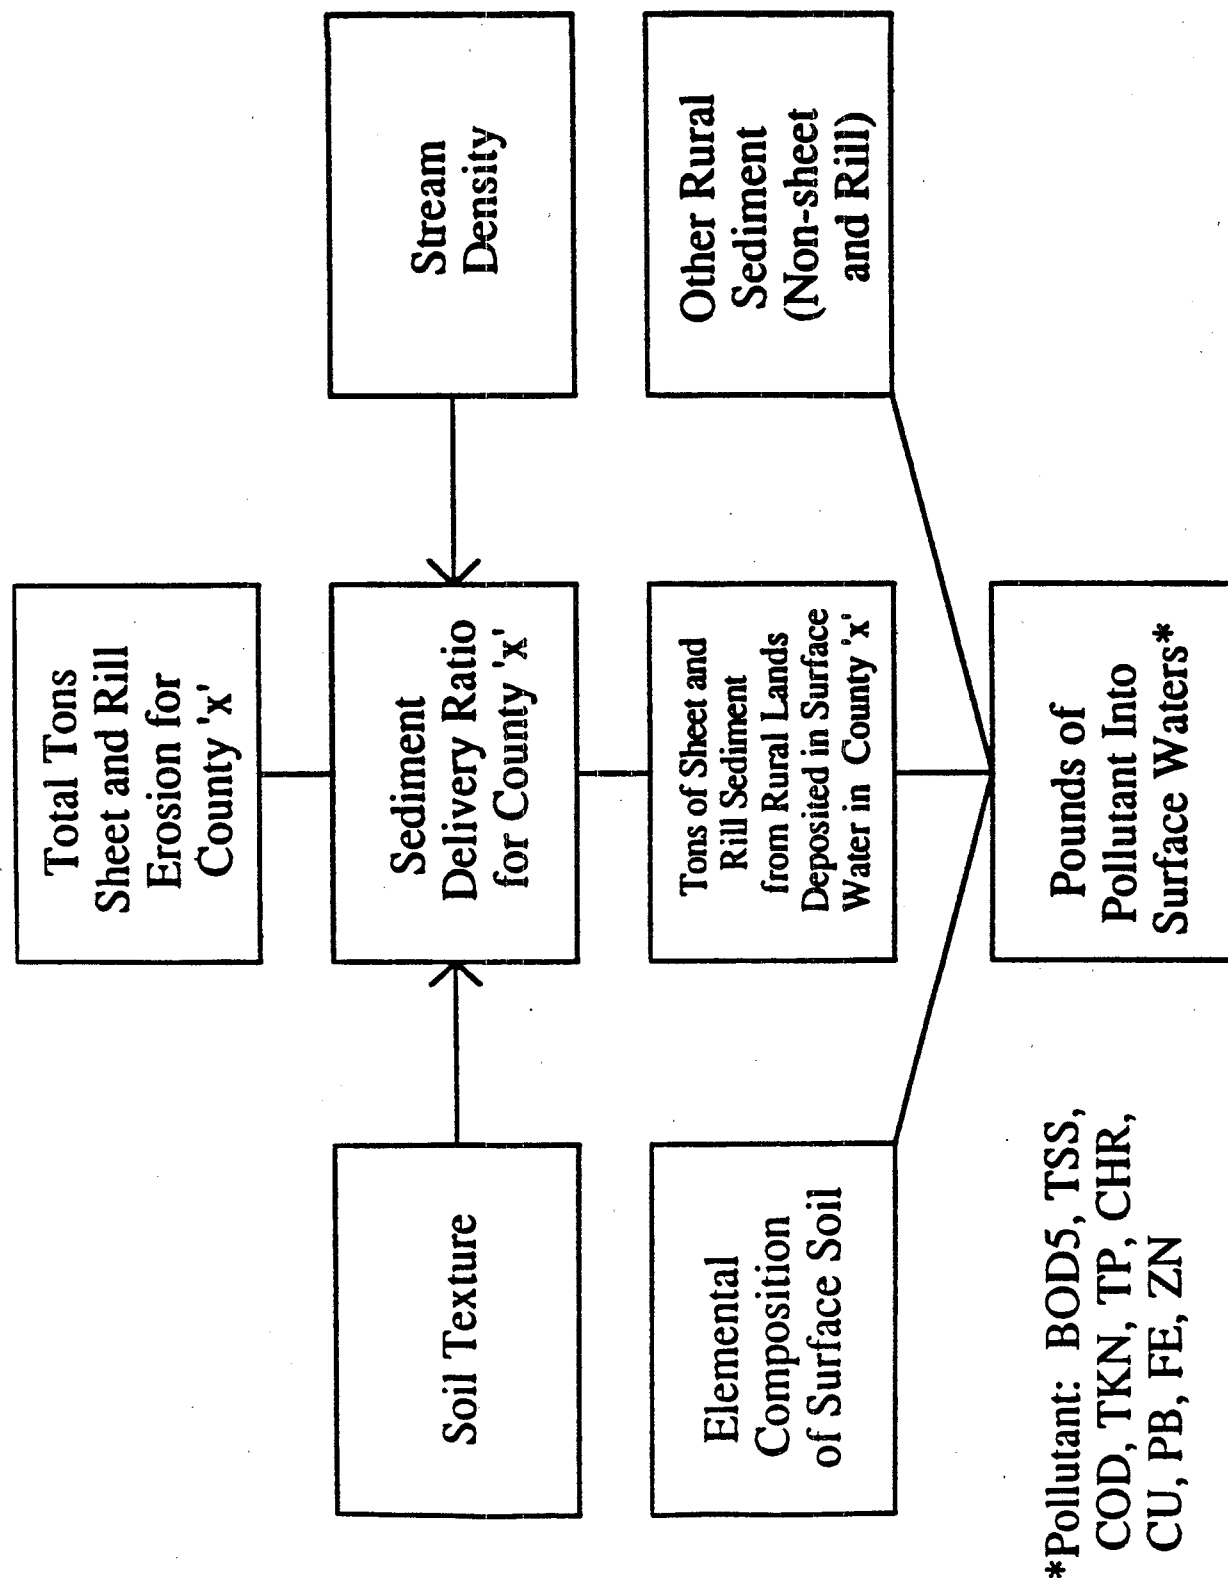 Total Tons
Sheet and Rill
Erosion for
County 'x'
Soil Texture
Sediment
Delivery Ratio
for County 'x'
Stream
Density
Elemental
Composition
of Surface Soil
Tons of Sheet and
Rill Sediment
from Rural Lands
Deposited in Surface
Water in County 'x'
Other Rural
Sediment
(Non-sheet
and Rill)
Pounds of
Pollutant Into
Surface Waters*
*Pollutant: BOD5, TSS,
COD, TKN, TP, CHR,
CU, PB, FE, ZN